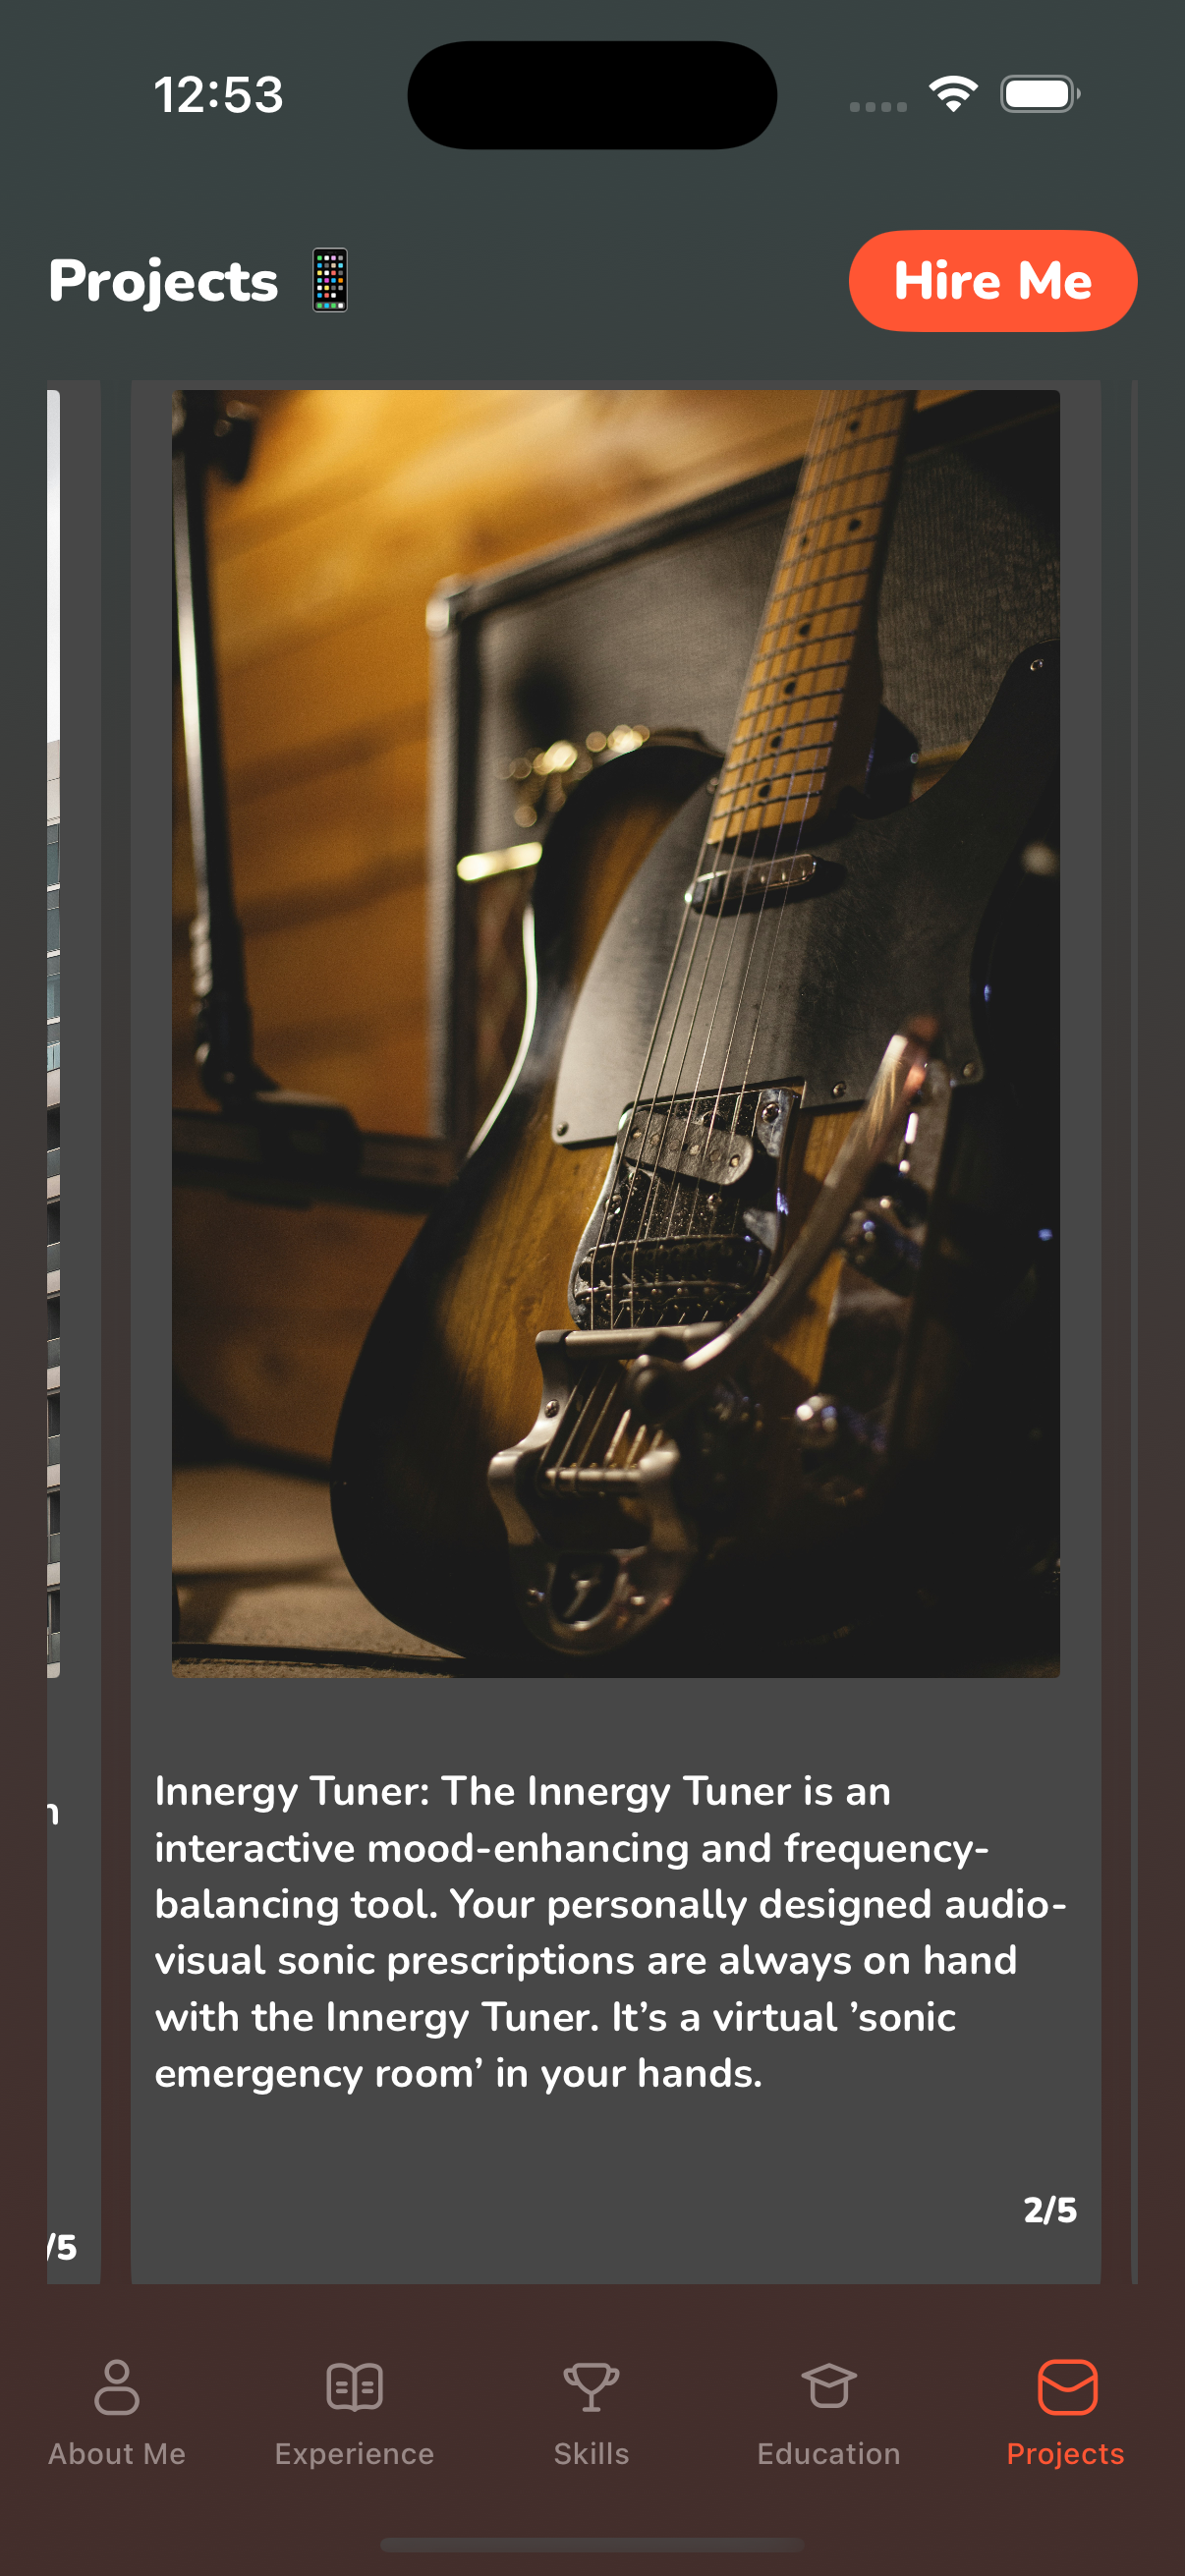 12:53
Projects 📱
Hire Me
Innergy Tuner: The Innergy Tuner is an
interactive mood-enhancing and frequency-
balancing tool. Your personally designed audio-
visual sonic prescriptions are always on hand
with the Innergy Tuner. It’s a virtual ’sonic
emergency room’ in your hands.
2/5
/5
About Me
Experience
Skills
Education
Projects